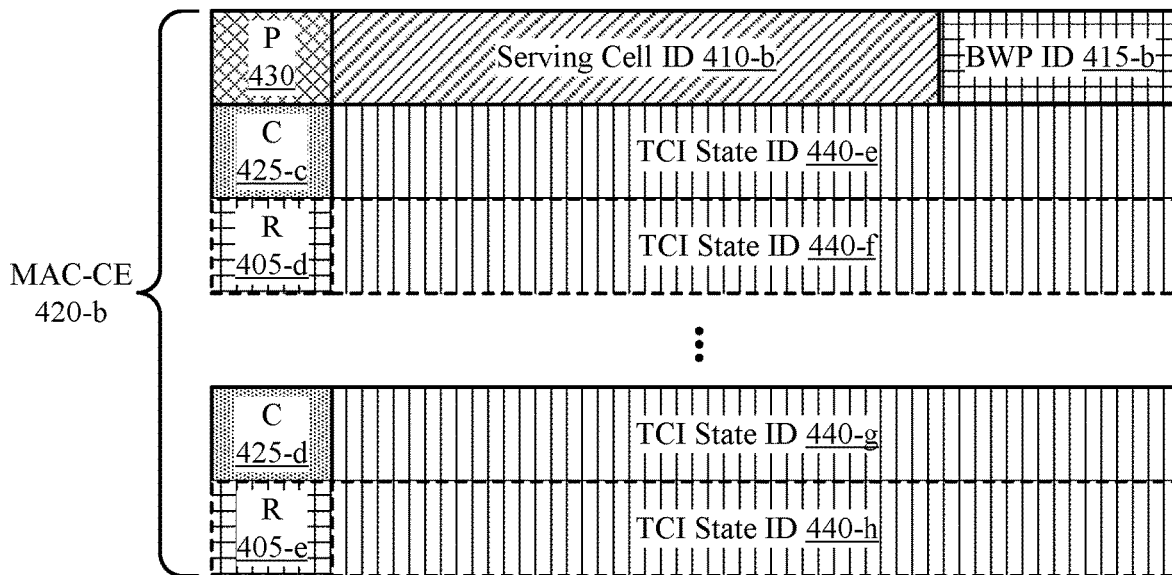 P
430
Serving Cell ID 410-b
BWP ID 415-b
C
425-c
TCI State ID 440-e
R
405-d
TCI State ID 440-f
MAC-CE
420-b
C
425-d
TCI State ID 440-g
R
405-e
TCI State ID 440-h